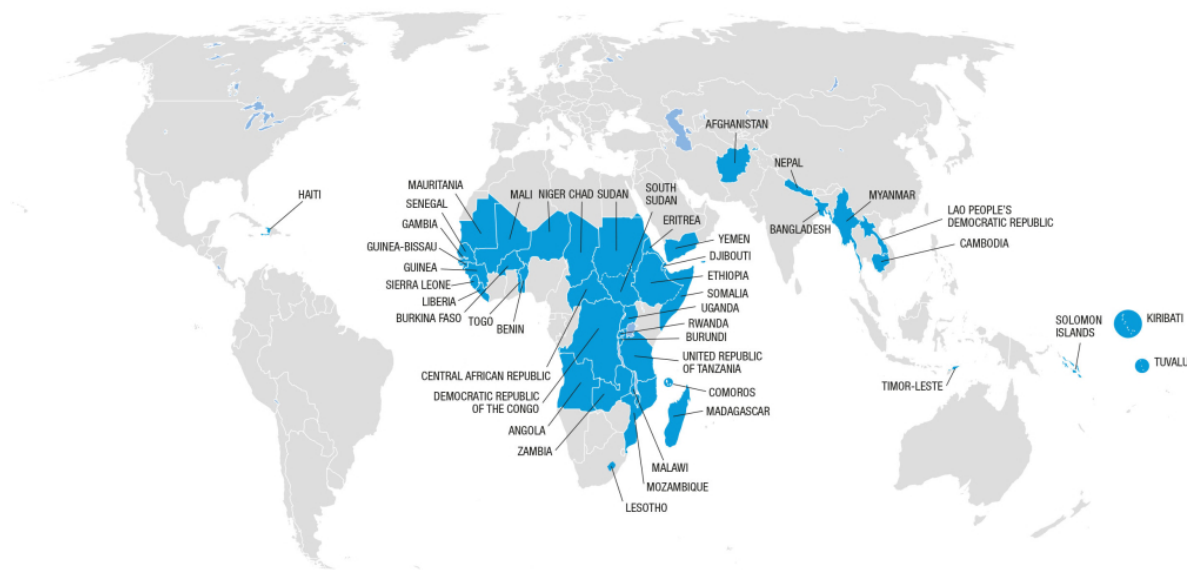 AFGHANISTAN
NEPAL
HAITI
MAURITANIA
MALI
NIGER
CHAD
SUDAN
SOUTH
SUDAN
MYANMAR
SENEGAL
LAO PEOPLE'S
DEMOCRATIC REPUBLIC
GAMBIA
ERITREA
BANGLADESH
YEMEN
CAMBODIA
GUINEA-BISSAU
DJIBOUTI
GUINEA
ETHIOPIA
SIERRA LEONE
SOMALIA
LIBERIA
UGANDA
BURKINA FASO
TOGO
BENIN
RWANDA
BURUNDI
SOLOMON
ISLANDS
KIRIBATI
UNITED REPUBLIC
OF TANZANIA
TUVALU
CENTRAL AFRICAN REPUBLIC
TIMOR-LESTE
COMOROS
DEMOCRATIC REPUBLIC
OF THE CONGO
MADAGASCAR
ANGOLA
ZAMBIA
MALAWI
MOZAMBIQUE
LESOTHO